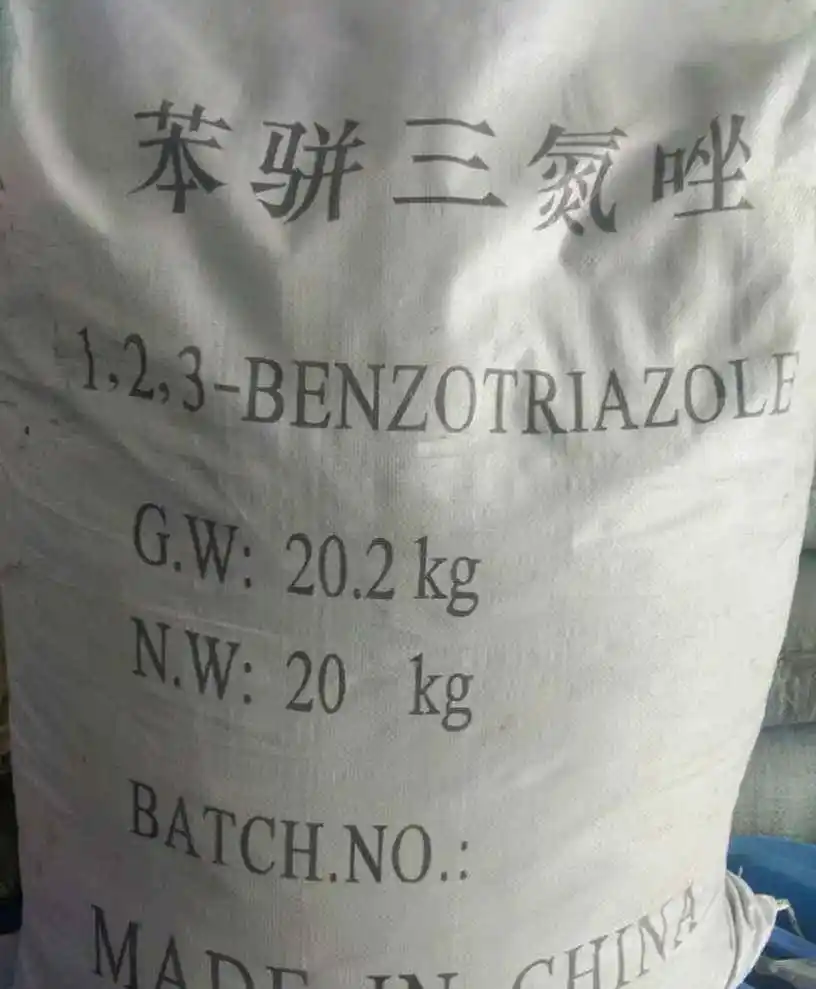 苯骈三氮唑
1,2,3-BENZOTRIAZOLE
G.W: 20.2 kg
N.W: 20 kg
BATCH.NO.:
MADE IN CHINA